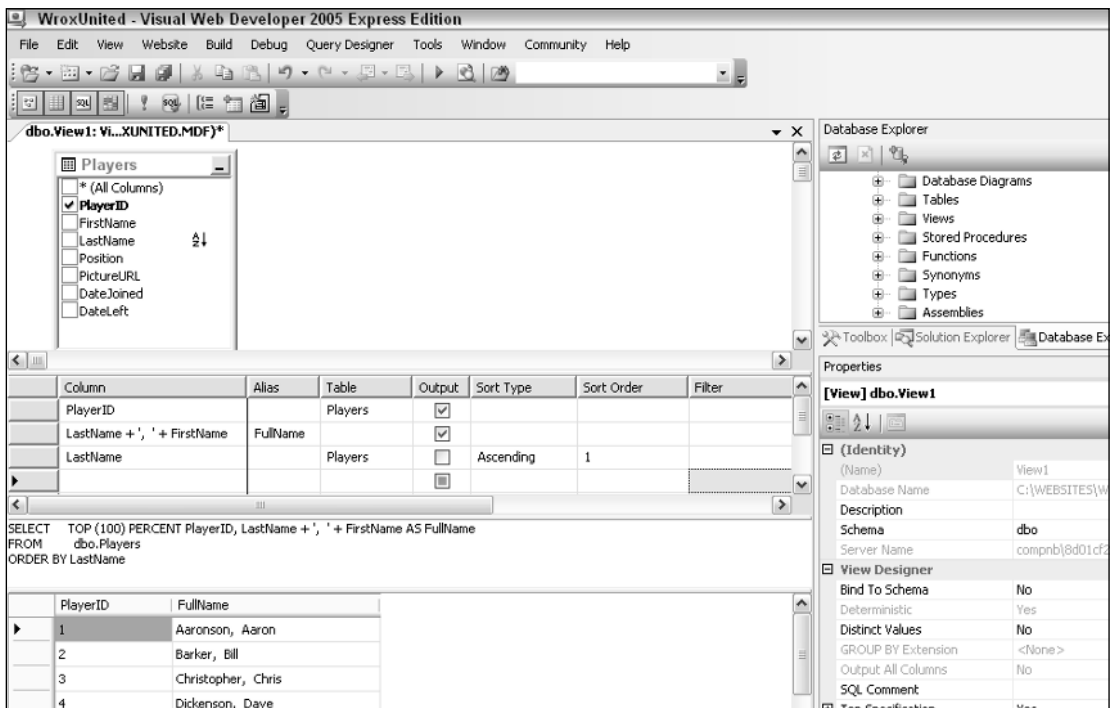 WroxUnited - Visual Web Developer 2005 Express Edition
File Edit View Website Build Debug Query Designer Tools Window Community Help
dbo.View1: Vi...XUNITED.MDF)*
Players
* (All Columns)
PlayerID
FirstName
LastName
Position
PictureURL
DateJoined
DateLeft
Column Alias Table Output Sort Type Sort Order Filter
PlayerID Players
LastName + ', ' + FirstName FullName
LastName Players Ascending 1
SELECT TOP (100) PERCENT PlayerID, LastName + ', ' + FirstName AS FullName
FROM dbo.Players
ORDER BY LastName
PlayerID FullName
1 Aaronson, Aaron
2 Barker, Bill
3 Christopher, Chris
4 Dickenson, Dave
Database Explorer
Database Diagrams
Tables
Views
Stored Procedures
Functions
Synonyms
Types
Assemblies
Toolbox Solution Explorer Database Ex
Properties
[View] dbo.View1
(Identity)
(Name) View1
Database Name C:\WEBSITES\W
Description
Schema dbo
Server Name compnb\8d01cf2
View Designer
Bind To Schema No
Deterministic Yes
Distinct Values No
GROUP BY Extension <None>
Output All Columns No
SQL Comment
Top Specification Yes